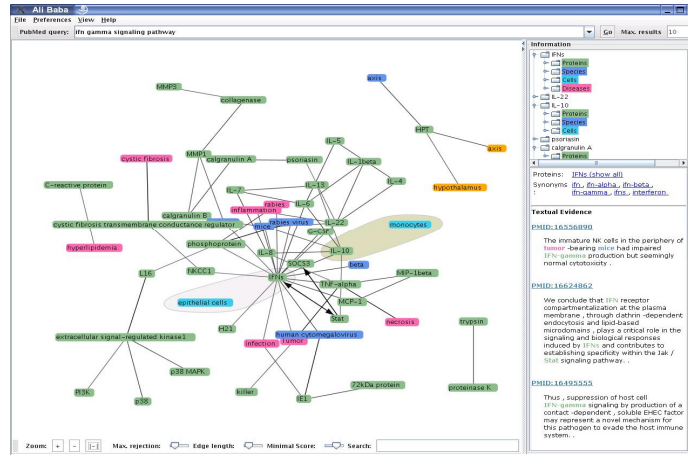 Ali Baba
File Preferences View Help
PubMed query: ifn gamma signaling pathway Go Max. results 10
MMP3
collagenase
axis
HPT
axis
hypothalamus
IL-5
MMP1
calgranulin A
psoriasin
IL-1beta
cystic fibrosis
IL-13
IL-4
C-reactive protein
IL-7
rabies
IL-6
inflammation
calgranulin B
mice
rabies virus
IL-22
monocytes
cystic fibrosis transmembrane conductance regulator
G-CSF
phosphoprotein
hyperlipidemia
IL-8
IL-10
SOCS3
beta
L16
NKCC1
IFNs
MIP-1beta
TNF-alpha
epithelial cells
MCP-1
Stat
necrosis
trypsin
H21
human cytomegalovirus
extracellular signal-regulated kinase1
infection
tumor
p38 MAPK
killer
72kDa protein
proteinase K
PI3K
p38
IE1
Zoom: + - |-| Max. rejection: Edge length: Minimal Score: Search:
Information
IFNs
Proteins
Species
Cells
Diseases
IL-22
IL-10
Proteins
Species
Cells
psoriasin
calgranulin A
Proteins
Proteins: IFNs (show all)
Synonyms ifn , ifn-alpha , ifn-beta ,
: ifn-gamma , ifns , interferon
Textual Evidence
PMID:16556890
The immature NK cells in the periphery of
tumor -bearing mice had impaired
IFN-gamma production but seemingly
normal cytotoxicity .
PMID:16624862
We conclude that IFN receptor
compartmentalization at the plasma
membrane , through clathrin -dependent
endocytosis and lipid-based
microdomains , plays a critical role in the
signaling and biological responses
induced by IFNs and contributes to
establishing specificity within the Jak /
Stat signaling pathway. .
PMID:16495555
Thus , suppression of host cell
IFN-gamma signaling by production of a
contact -dependent , soluble EHEC factor
may represent a novel mechanism for
this pathogen to evade the host immune
system. .